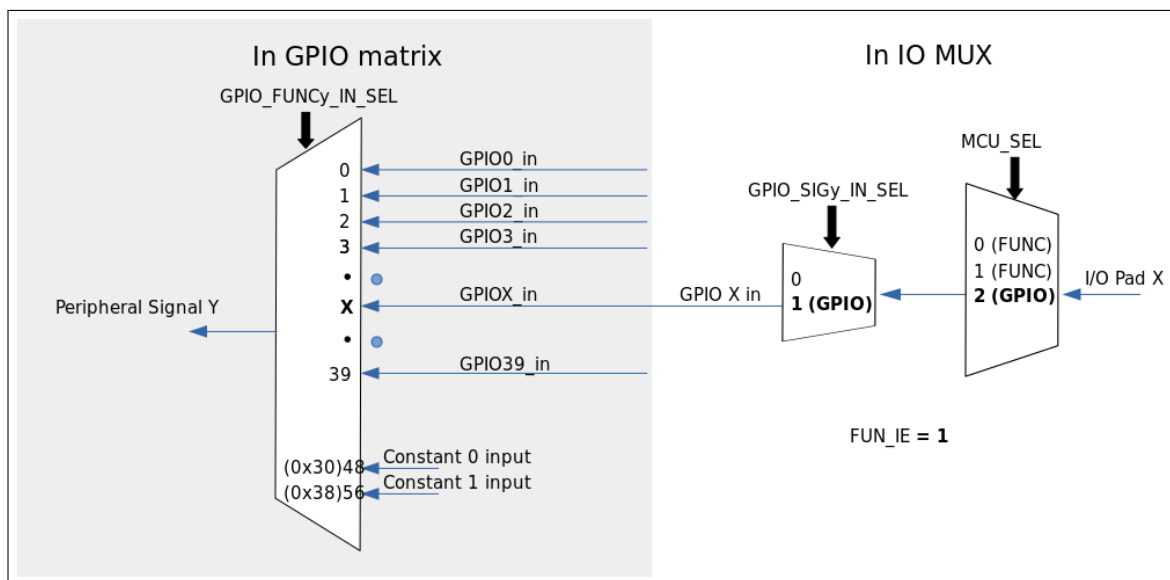 In GPIO matrix
GPIO_FUNCy_IN_SEL
0
1
2
3
X
39
(0x30)48
(0x38)56
GPIO0_in
GPIO1_in
GPIO2_in
GPIO3_in
GPIOX_in
GPIO39_in
Constant 0 input
Constant 1 input
Peripheral Signal Y
In IO MUX
MCU_SEL
GPIO_SIGy_IN_SEL
0 (FUNC)
1 (FUNC)
2 (GPIO)
I/O Pad X
0
1 (GPIO)
GPIO X in
FUN_IE = 1